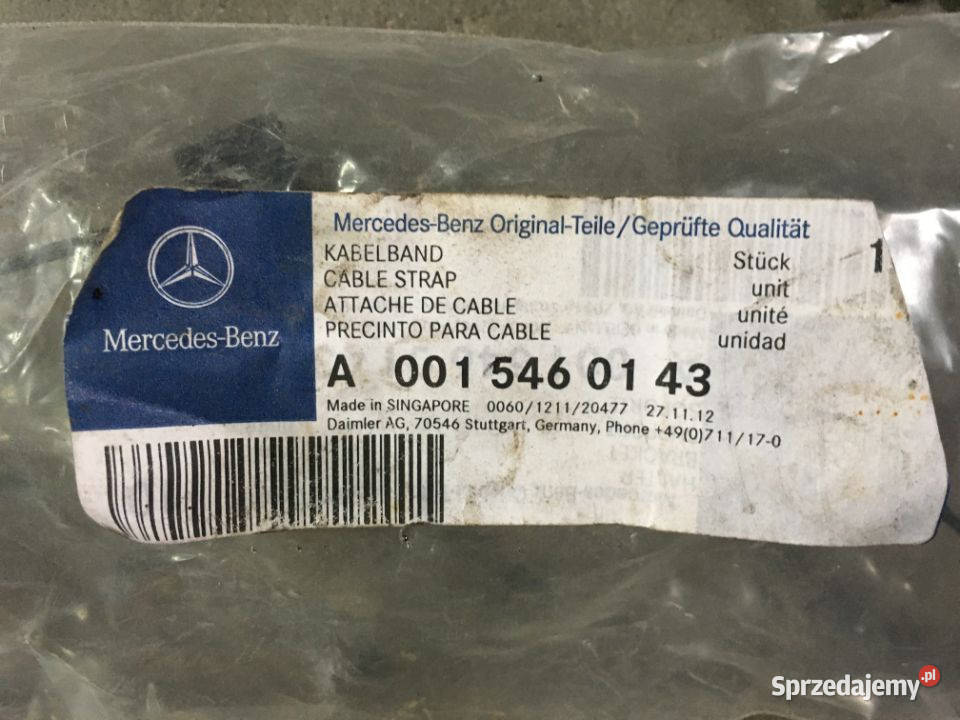 Mercedes-Benz Original-Teile/Geprüfte Qualität
KABELBAND Stück 1
CABLE STRAP unit
ATTACHE DE CABLE unité
PRECINTO PARA CABLE unidad
Mercedes-Benz
A 001 546 01 43
Made in SINGAPORE 0060/1211/20477 27.11.12
Daimler AG, 70546 Stuttgart, Germany, Phone +49(0)711/17-0
Sprzedajemy.pl